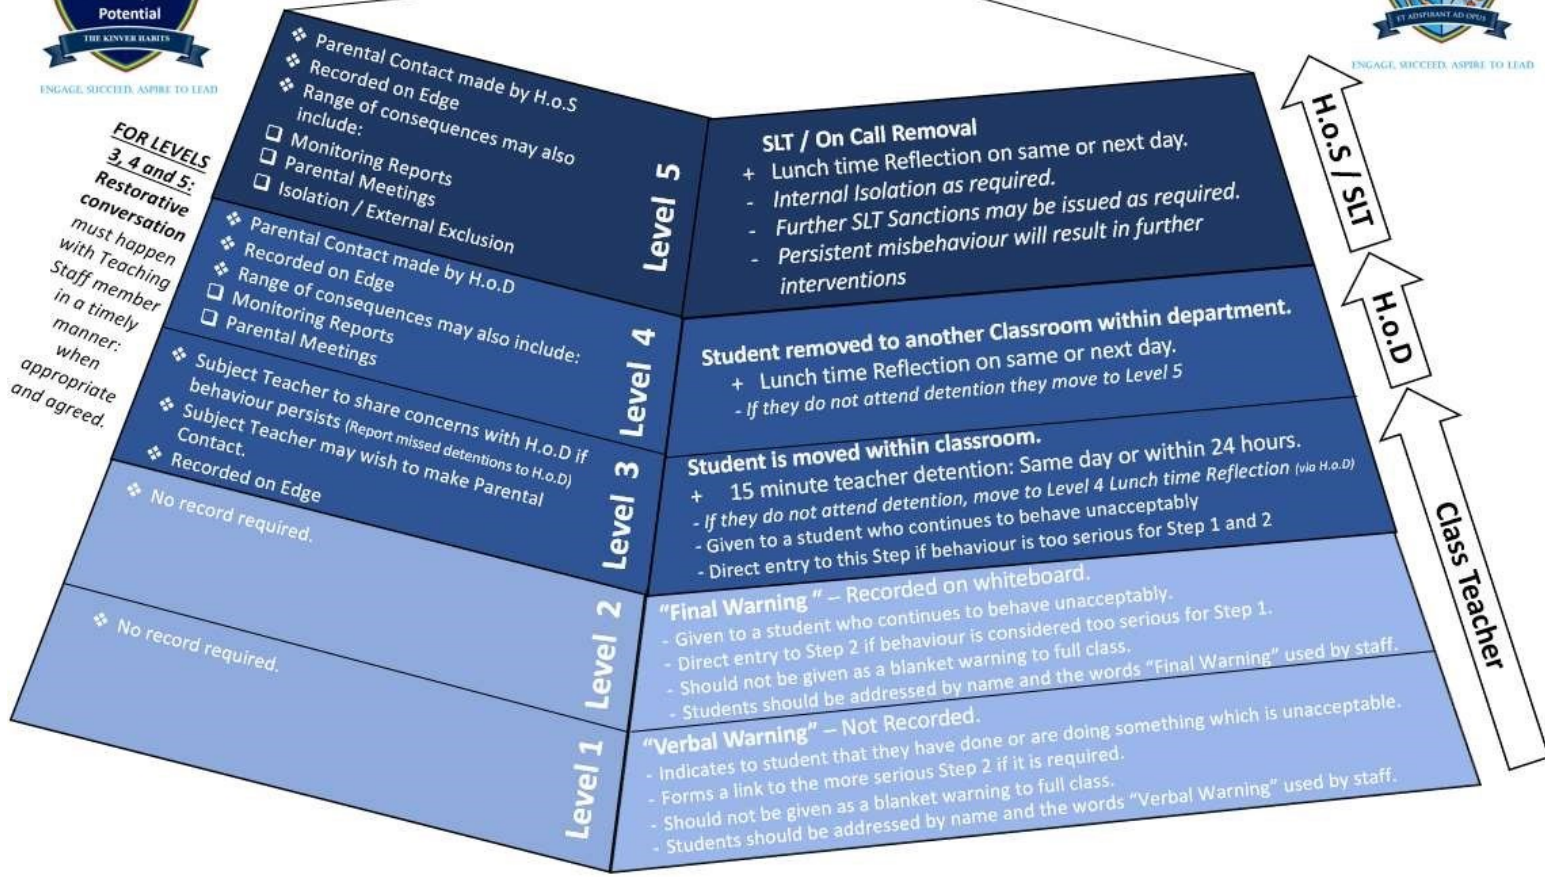 Potential
THE KINVER HABITS
ENGAGE, SUCCEED, ASPIRE TO LEAD
ET ADSPIRANT AD OPUS
ENGAGE, SUCCEED, ASPIRE TO LEAD
FOR LEVELS
3, 4 and 5:
Restorative
conversation
must happen
with Teaching
Staff member
in a timely
manner:
when
appropriate
and agreed.
❖ Parental Contact made by H.o.S
❖ Recorded on Edge
❖ Range of consequences may also
include:
❑ Monitoring Reports
❑ Parental Meetings
❑ Isolation / External Exclusion
Level 5
SLT / On Call Removal
+ Lunch time Reflection on same or next day.
- Internal Isolation as required.
- Further SLT Sanctions may be issued as required.
- Persistent misbehaviour will result in further
interventions
H.o.S / SLT
❖ Parental Contact made by H.o.D
❖ Recorded on Edge
❖ Range of consequences may also include:
❑ Monitoring Reports
❑ Parental Meetings
Level 4
Student removed to another Classroom within department.
+ Lunch time Reflection on same or next day.
- If they do not attend detention they move to Level 5
H.o.D
❖ Subject Teacher to share concerns with H.o.D if
behaviour persists (Report missed detentions to H.o.D)
❖ Subject Teacher may wish to make Parental
Contact.
❖ Recorded on Edge
Level 3
Student is moved within classroom.
+ 15 minute teacher detention: Same day or within 24 hours.
- If they do not attend detention, move to Level 4 Lunch time Reflection (via H.o.D)
- Given to a student who continues to behave unacceptably
- Direct entry to this Step if behaviour is too serious for Step 1 and 2
Class Teacher
❖ No record required.
Level 2
"Final Warning " – Recorded on whiteboard.
- Given to a student who continues to behave unacceptably.
- Direct entry to Step 2 if behaviour is considered too serious for Step 1.
- Should not be given as a blanket warning to full class.
- Students should be addressed by name and the words "Final Warning" used by staff.
❖ No record required.
Level 1
"Verbal Warning" – Not Recorded.
- Indicates to student that they have done or are doing something which is unacceptable.
- Forms a link to the more serious Step 2 if it is required.
- Should not be given as a blanket warning to full class.
- Students should be addressed by name and the words "Verbal Warning" used by staff.